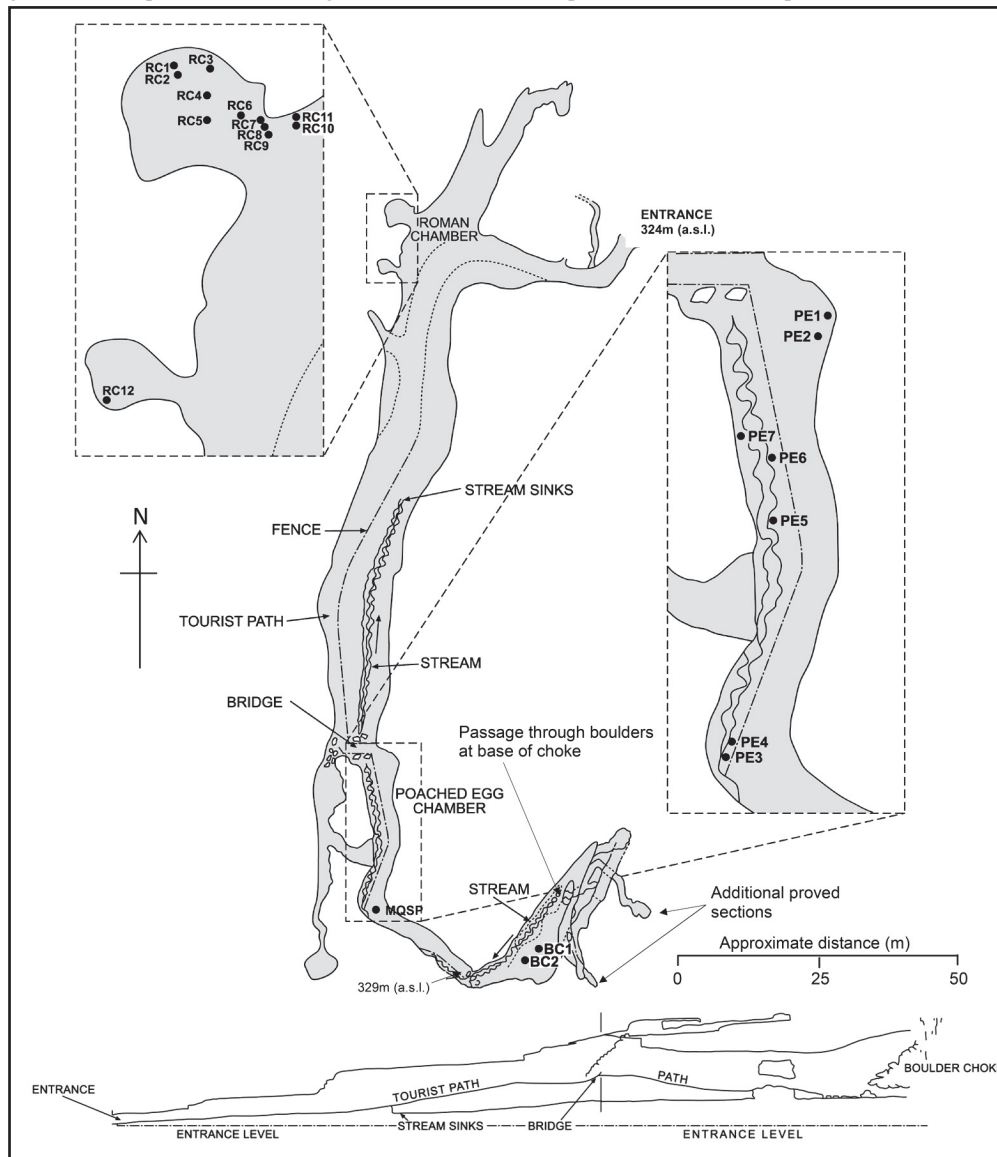 RC1
RC2
RC3
RC4
RC5
RC6
RC7
RC8
RC9
RC11
RC10
RC12
ROMAN
CHAMBER
ENTRANCE
324m (a.s.l.)
PE1
PE2
PE7
PE6
PE5
PE4
PE3
N
STREAM SINKS
FENCE
TOURIST PATH
STREAM
BRIDGE
Passage through boulders
at base of choke
POACHED EGG
CHAMBER
STREAM
MQSP
BC1
BC2
329m (a.s.l.)
Additional proved
sections
Approximate distance (m)
0 25 50
ENTRANCE
TOURIST PATH
PATH
BOULDER CHOKE
ENTRANCE LEVEL
STREAM SINKS
BRIDGE
ENTRANCE LEVEL